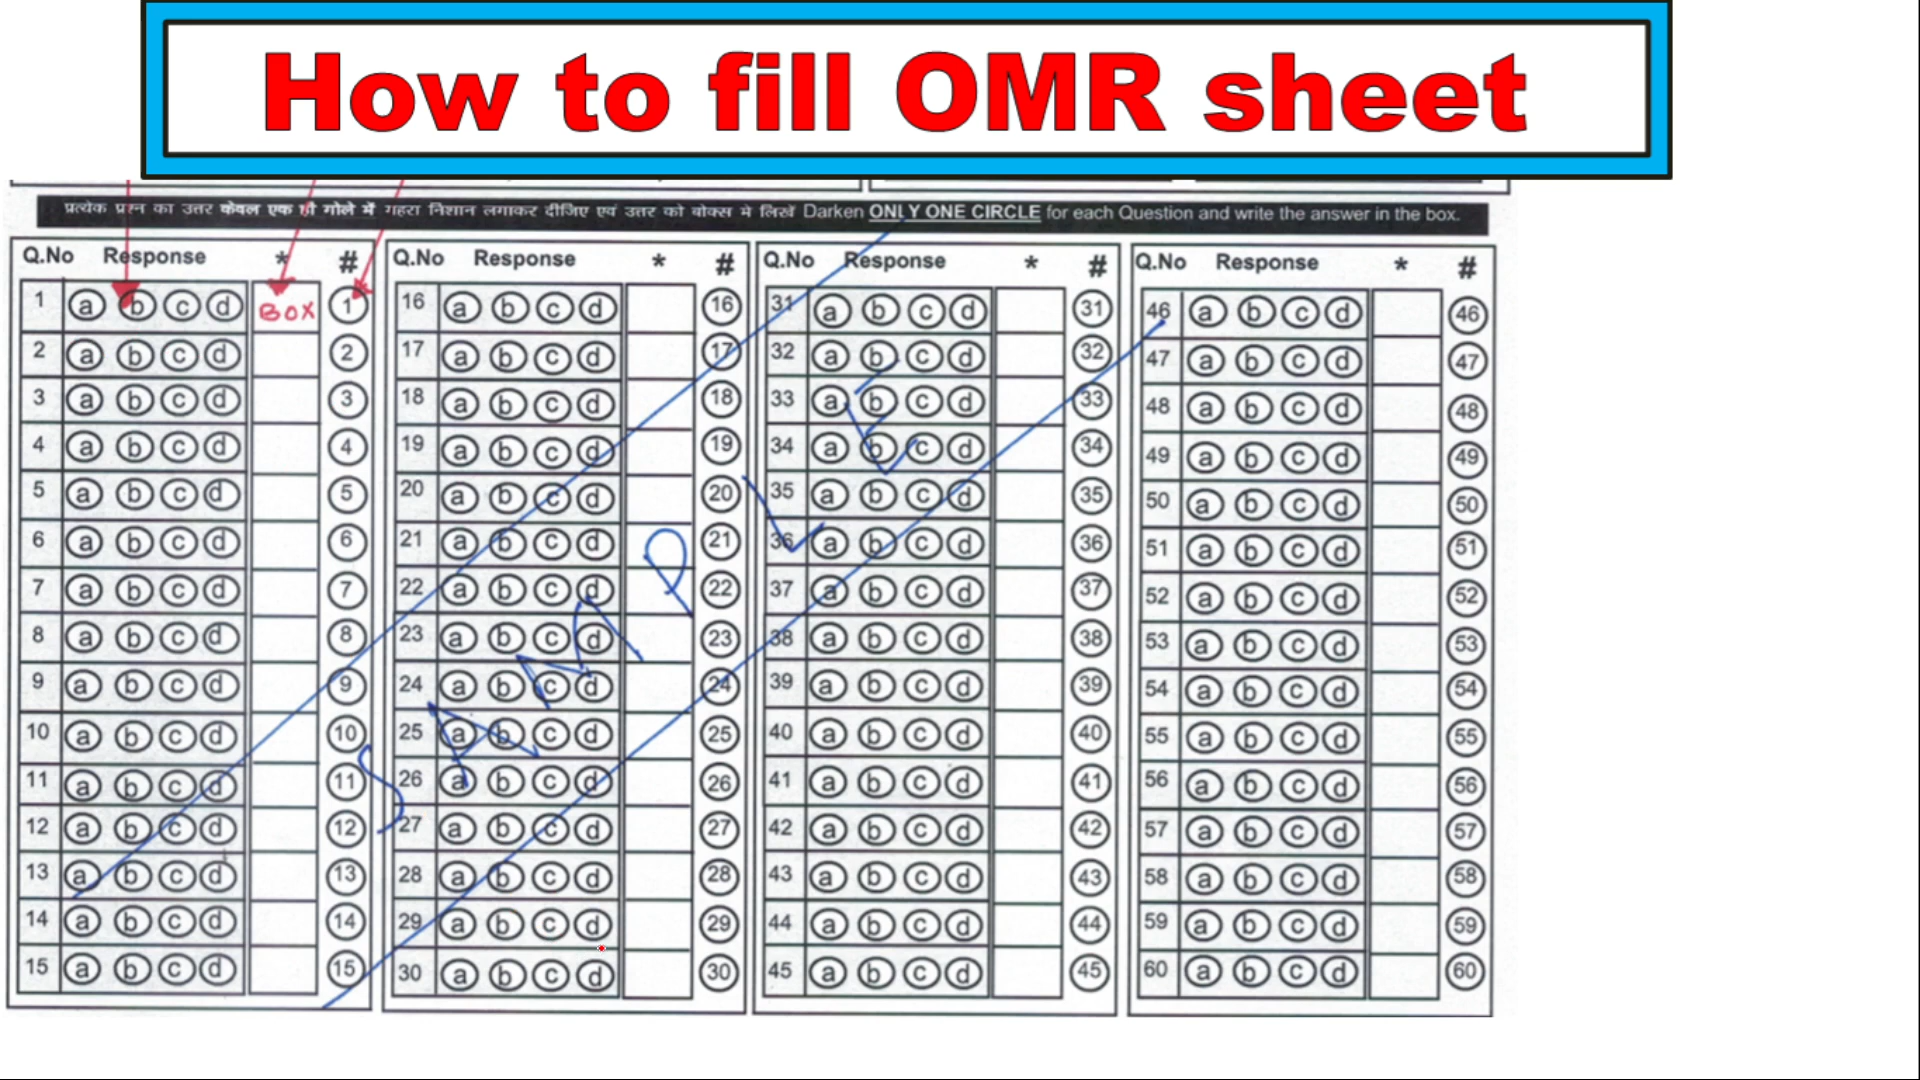 How to fill OMR sheet
प्रत्येक प्रश्न का उत्तर केवल एक ही गोले में गहरा निशान लगाकर दीजिए एवं उत्तर को बोक्स मे लिखें Darken ONLY ONE CIRCLE for each Question and write the answer in the box.
Q.No Response * # Q.No Response * # Q.No Response * # Q.No Response * #
1 a b c d BOX 1 16 a b c d 16 31 a b c d 31 46 a b c d 46
2 a b c d 2 17 a b c d 17 32 a b c d 32 47 a b c d 47
3 a b c d 3 18 a b c d 18 33 a b c d 33 48 a b c d 48
4 a b c d 4 19 a b c d 19 34 a b c d 34 49 a b c d 49
5 a b c d 5 20 a b c d 20 35 a b c d 35 50 a b c d 50
6 a b c d 6 21 a b c d 21 36 a b c d 36 51 a b c d 51
7 a b c d 7 22 a b c d 22 37 a b c d 37 52 a b c d 52
8 a b c d 8 23 a b c d 23 38 a b c d 38 53 a b c d 53
9 a b c d 9 24 a b c d 24 39 a b c d 39 54 a b c d 54
10 a b c d 10 25 a b c d 25 40 a b c d 40 55 a b c d 55
11 a b c d 11 26 a b c d 26 41 a b c d 41 56 a b c d 56
12 a b c d 12 27 a b c d 27 42 a b c d 42 57 a b c d 57
13 a b c d 13 28 a b c d 28 43 a b c d 43 58 a b c d 58
14 a b c d 14 29 a b c d 29 44 a b c d 44 59 a b c d 59
15 a b c d 15 30 a b c d 30 45 a b c d 45 60 a b c d 60
SAMPLE